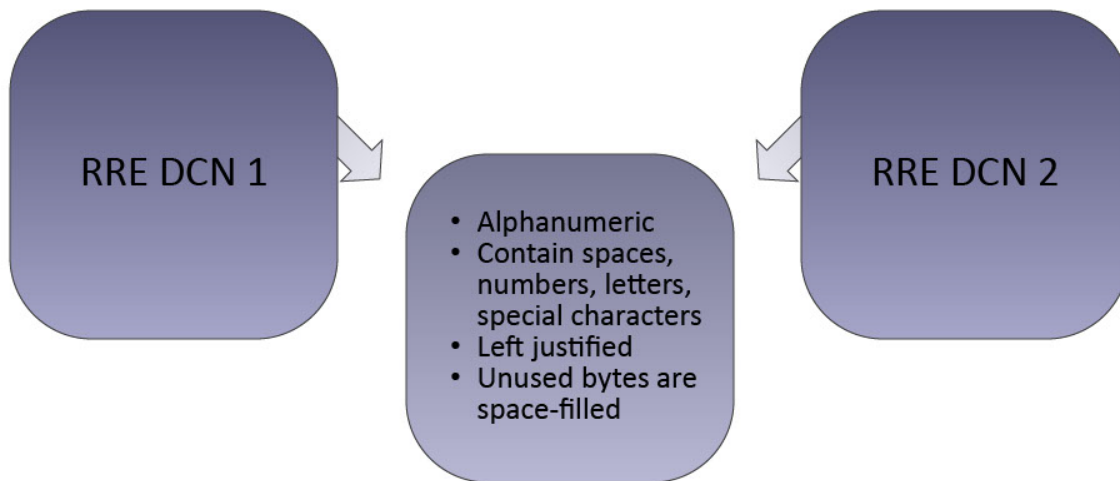 RRE DCN 1
RRE DCN 2
• Alphanumeric
• Contain spaces,
numbers, letters,
special characters
• Left justified
• Unused bytes are
space-filled